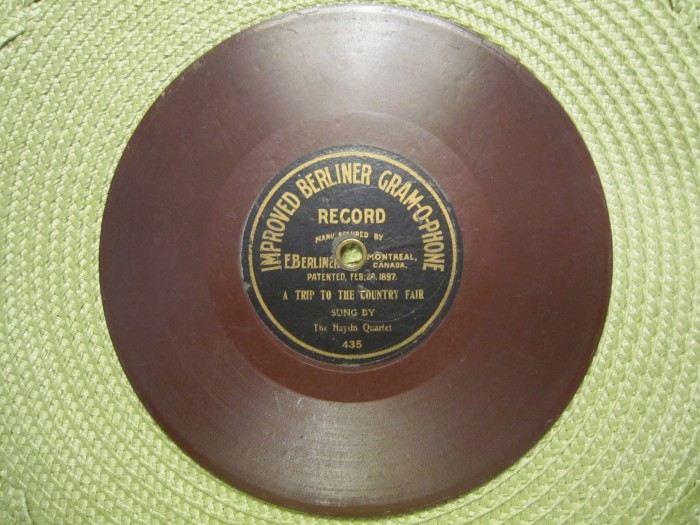 IMPROVED BERLINER GRAM-O-PHONE
RECORD
MANUFACTURED BY
E. BERLINER MONTREAL,
CANADA.
PATENTED, FEB. 24. 1897.
A TRIP TO THE COUNTRY FAIR
SUNG BY
The Haydn Quartet
435